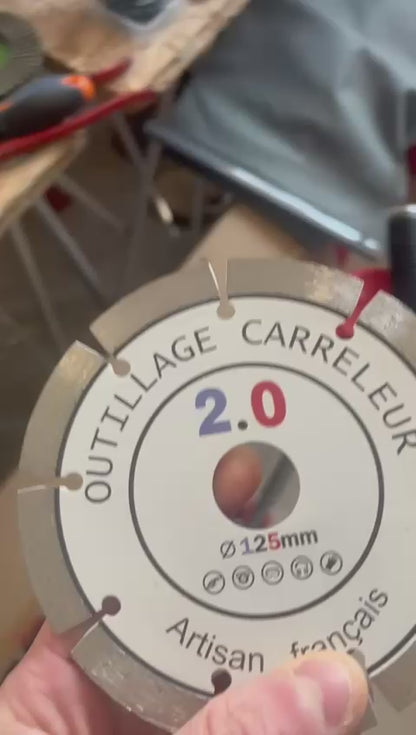 OUTILLAGE CARRELEUR
2.0
Ø125mm
Artisan français